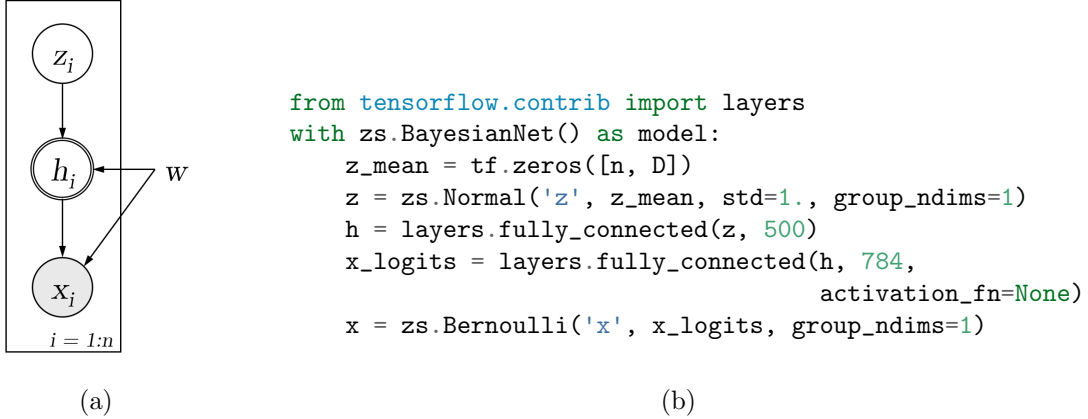 z_i
h_i
w
x_i
i = 1:n
(a)
from tensorflow.contrib import layers
with zs.BayesianNet() as model:
    z_mean = tf.zeros([n, D])
    z = zs.Normal('z', z_mean, std=1., group_ndims=1)
    h = layers.fully_connected(z, 500)
    x_logits = layers.fully_connected(h, 784,
                                      activation_fn=None)
    x = zs.Bernoulli('x', x_logits, group_ndims=1)
(b)